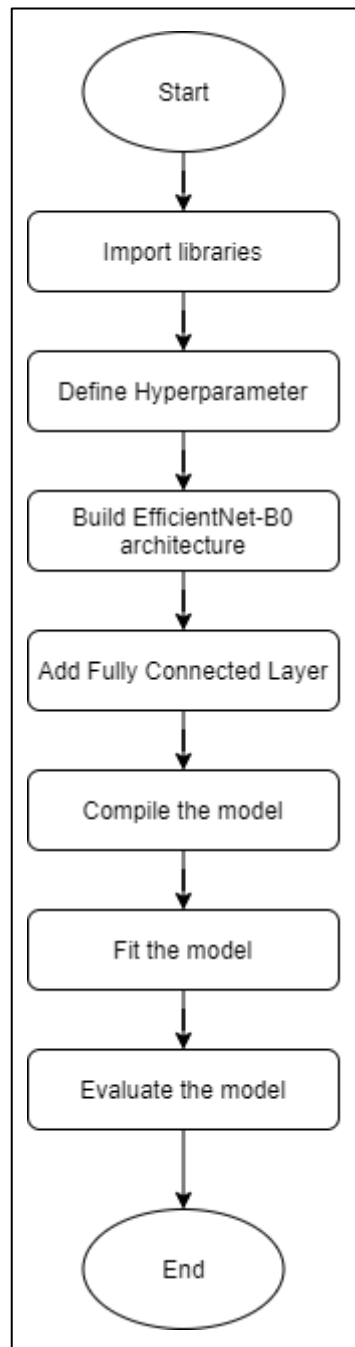 Start
Import libraries
Define Hyperparameter
Build EfficientNet-B0
architecture
Add Fully Connected Layer
Compile the model
Fit the model
Evaluate the model
End